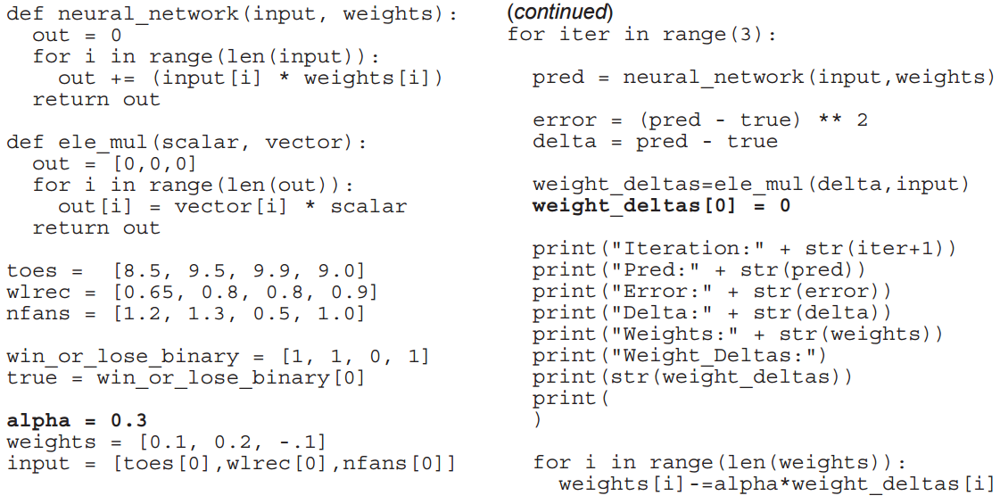 def neural_network(input, weights):
  out = 0
  for i in range(len(input)):
    out += (input[i] * weights[i])
  return out

def ele_mul(scalar, vector):
  out = [0,0,0]
  for i in range(len(out)):
    out[i] = vector[i] * scalar
  return out

toes =  [8.5, 9.5, 9.9, 9.0]
wlrec = [0.65, 0.8, 0.8, 0.9]
nfans = [1.2, 1.3, 0.5, 1.0]

win_or_lose_binary = [1, 1, 0, 1]
true = win_or_lose_binary[0]

alpha = 0.3
weights = [0.1, 0.2, -.1]
input = [toes[0],wlrec[0],nfans[0]]

(continued)
for iter in range(3):

  pred = neural_network(input,weights)

  error = (pred - true) ** 2
  delta = pred - true

  weight_deltas=ele_mul(delta,input)
  weight_deltas[0] = 0

  print("Iteration:" + str(iter+1))
  print("Pred:" + str(pred))
  print("Error:" + str(error))
  print("Delta:" + str(delta))
  print("Weights:" + str(weights))
  print("Weight_Deltas:")
  print(str(weight_deltas))
  print(
  )

  for i in range(len(weights)):
    weights[i]-=alpha*weight_deltas[i]